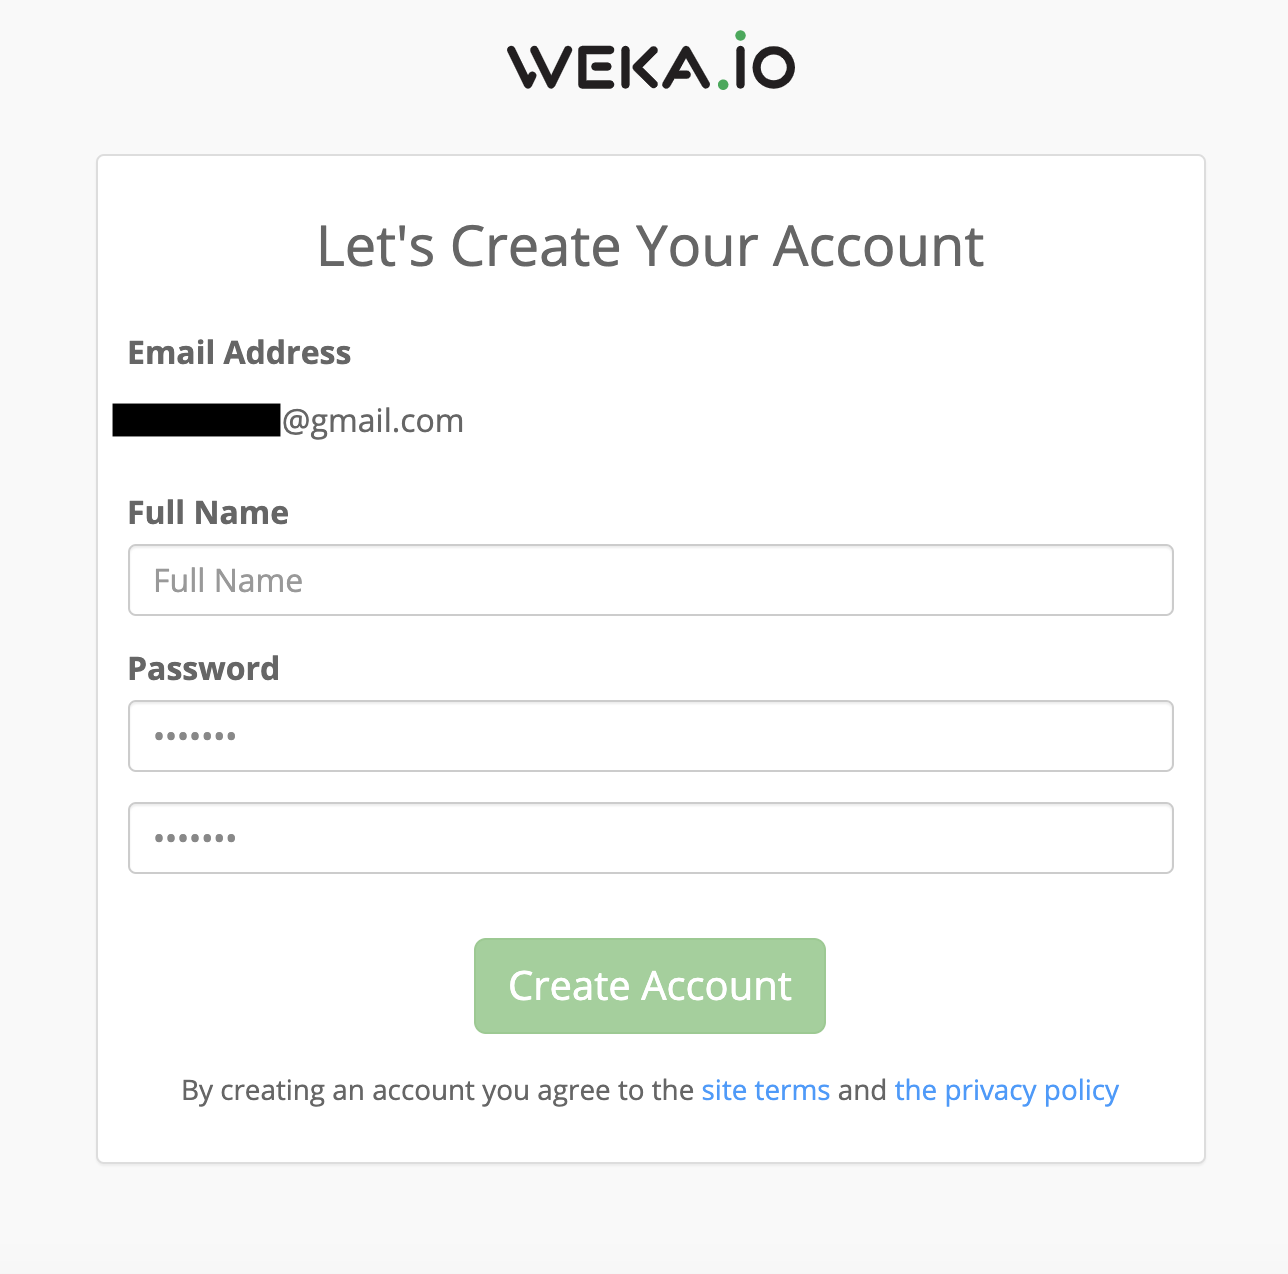 WEKA.iO
Let's Create Your Account
Email Address
@gmail.com
Full Name
Full Name
Password
•••••••
•••••••
Create Account
By creating an account you agree to the site terms and the privacy policy